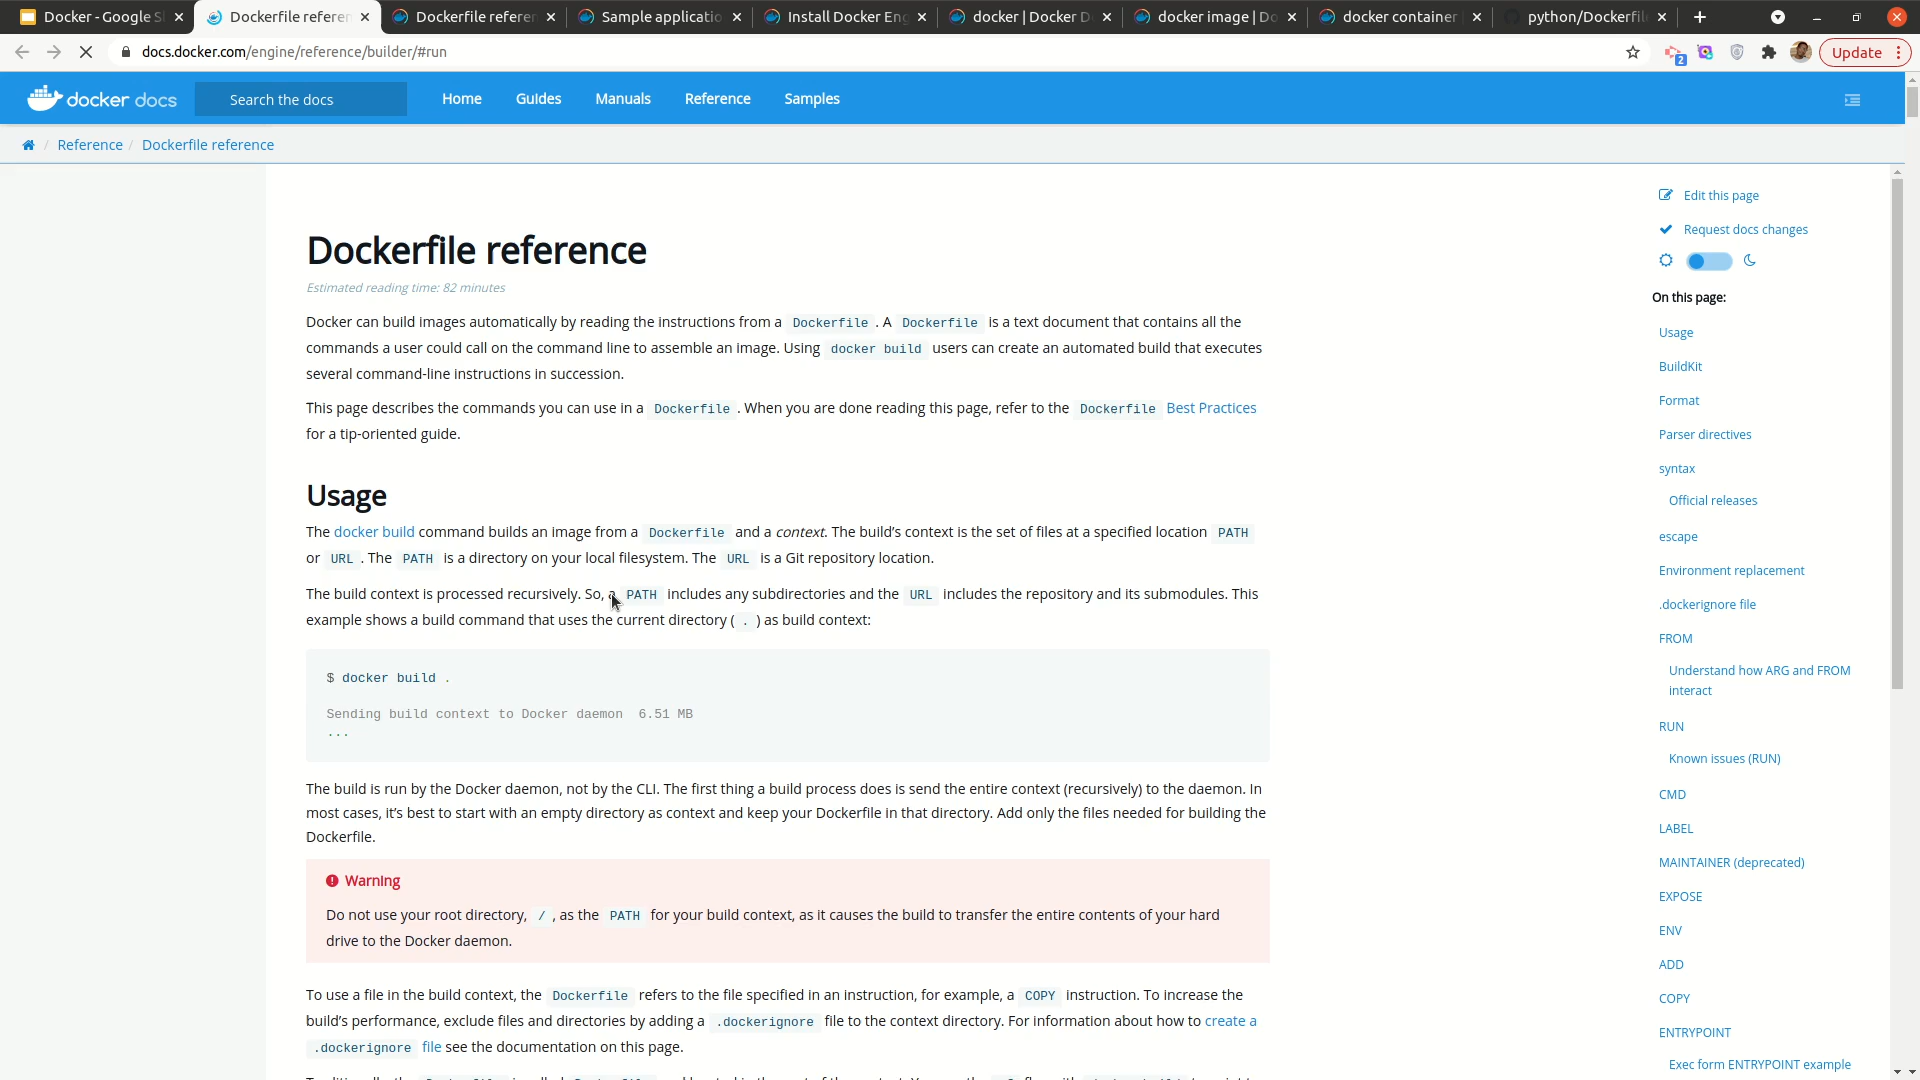 Docker - Google S
Dockerfile referen
Dockerfile referen
Sample applicatio
Install Docker Eng
docker | Docker D
docker image | Do
docker container
python/Dockerfil
docs.docker.com/engine/reference/builder/#run
2
Update
docker docs
Search the docs
Home
Guides
Manuals
Reference
Samples
/ Reference / Dockerfile reference
Dockerfile reference
Estimated reading time: 82 minutes
Docker can build images automatically by reading the instructions from a Dockerfile. A Dockerfile is a text document that contains all the
commands a user could call on the command line to assemble an image. Using docker build users can create an automated build that executes
several command-line instructions in succession.
This page describes the commands you can use in a Dockerfile. When you are done reading this page, refer to the Dockerfile Best Practices
for a tip-oriented guide.
Usage
The docker build command builds an image from a Dockerfile and a context. The build’s context is the set of files at a specified location PATH
or URL. The PATH is a directory on your local filesystem. The URL is a Git repository location.
The build context is processed recursively. So, a PATH includes any subdirectories and the URL includes the repository and its submodules. This
example shows a build command that uses the current directory ( . ) as build context:
$ docker build .
Sending build context to Docker daemon 6.51 MB
...
The build is run by the Docker daemon, not by the CLI. The first thing a build process does is send the entire context (recursively) to the daemon. In
most cases, it’s best to start with an empty directory as context and keep your Dockerfile in that directory. Add only the files needed for building the
Dockerfile.
Warning
Do not use your root directory, /, as the PATH for your build context, as it causes the build to transfer the entire contents of your hard
drive to the Docker daemon.
To use a file in the build context, the Dockerfile refers to the file specified in an instruction, for example, a COPY instruction. To increase the
build’s performance, exclude files and directories by adding a .dockerignore file to the context directory. For information about how to create a
.dockerignore file see the documentation on this page.
Edit this page
Request docs changes
On this page:
Usage
BuildKit
Format
Parser directives
syntax
Official releases
escape
Environment replacement
.dockerignore file
FROM
Understand how ARG and FROM
interact
RUN
Known issues (RUN)
CMD
LABEL
MAINTAINER (deprecated)
EXPOSE
ENV
ADD
COPY
ENTRYPOINT
Exec form ENTRYPOINT example